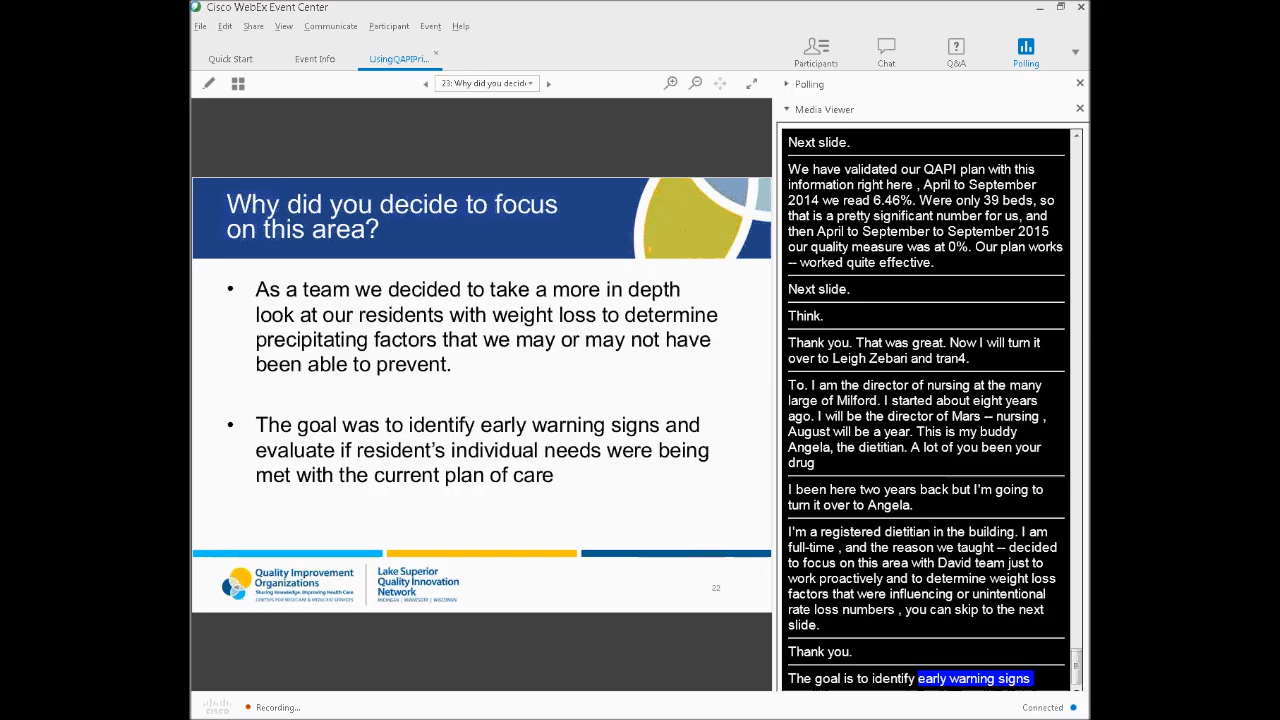 Cisco WebEx Event Center
File Edit Share View Communicate Participant Event Help
Quick Start Event Info UsingQAPIPri...
Participants Chat Q&A Polling
23: Why did you decid
Polling
Media Viewer
Why did you decide to focus
on this area?
• As a team we decided to take a more in depth
look at our residents with weight loss to determine
precipitating factors that we may or may not have
been able to prevent.
• The goal was to identify early warning signs and
evaluate if resident's individual needs were being
met with the current plan of care
Quality Improvement
Organizations
Sharing Knowledge. Improving Health Care.
CENTERS FOR MEDICARE & MEDICAID SERVICES
Lake Superior
Quality Innovation
Network
MICHIGAN | MINNESOTA | WISCONSIN
22
Next slide.
We have validated our QAPI plan with this
information right here , April to September
2014 we read 6.46%. Were only 39 beds, so
that is a pretty significant number for us, and
then April to September to September 2015
our quality measure was at 0%. Our plan works
-- worked quite effective.
Next slide.
Think.
Thank you. That was great. Now I will turn it
over to Leigh Zebari and tran4.
To. I am the director of nursing at the many
large of Milford. I started about eight years
ago. I will be the director of Mars -- nursing ,
August will be a year. This is my buddy
Angela, the dietitian. A lot of you been your
drug
I been here two years back but I'm going to
turn it over to Angela.
I'm a registered dietitian in the building. I am
full-time , and the reason we taught -- decided
to focus on this area with David team just to
work proactively and to determine weight loss
factors that were influencing or unintentional
rate loss numbers , you can skip to the next
slide.
Thank you.
The goal is to identify early warning signs
cisco
Recording...
Connected